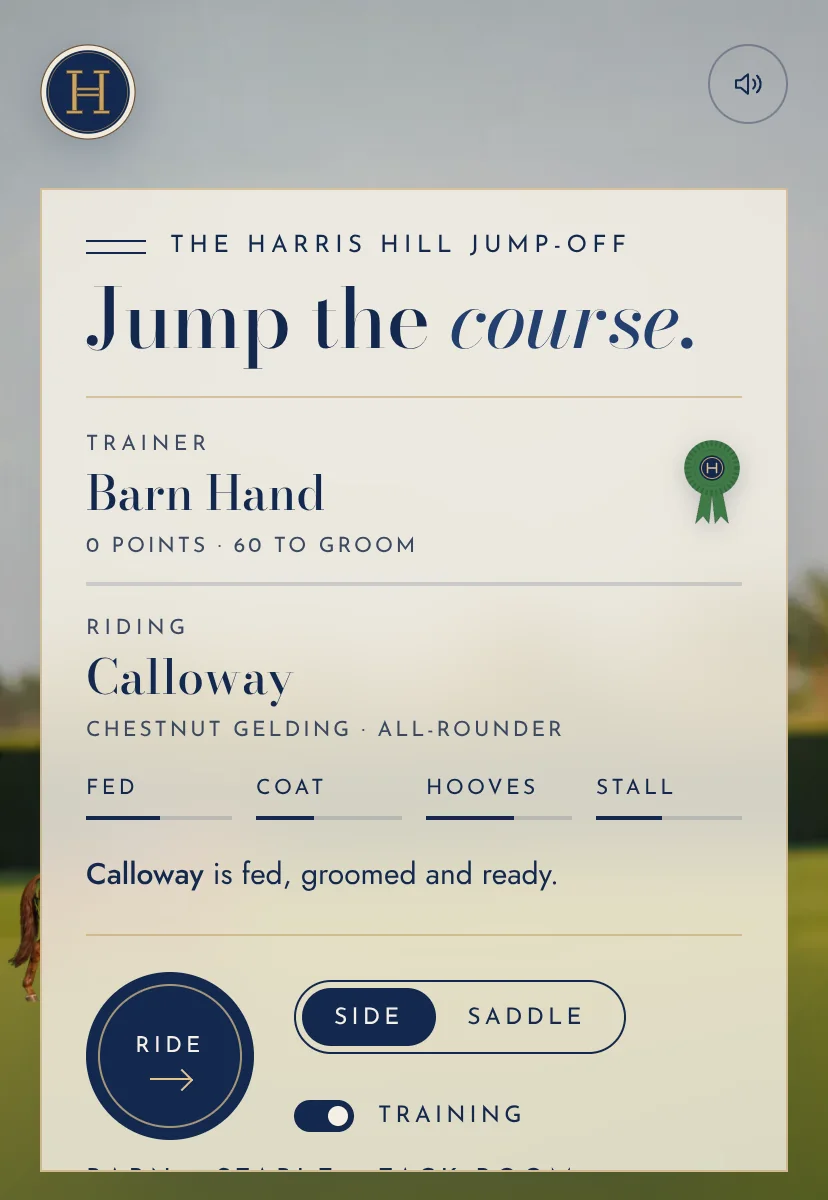 H
THE HARRIS HILL JUMP-OFF
Jump the course.
TRAINER
Barn Hand
0 POINTS · 60 TO GROOM
H
RIDING
Calloway
CHESTNUT GELDING · ALL-ROUNDER
FED COAT HOOVES STALL
Calloway is fed, groomed and ready.
RIDE
SIDE SADDLE
TRAINING